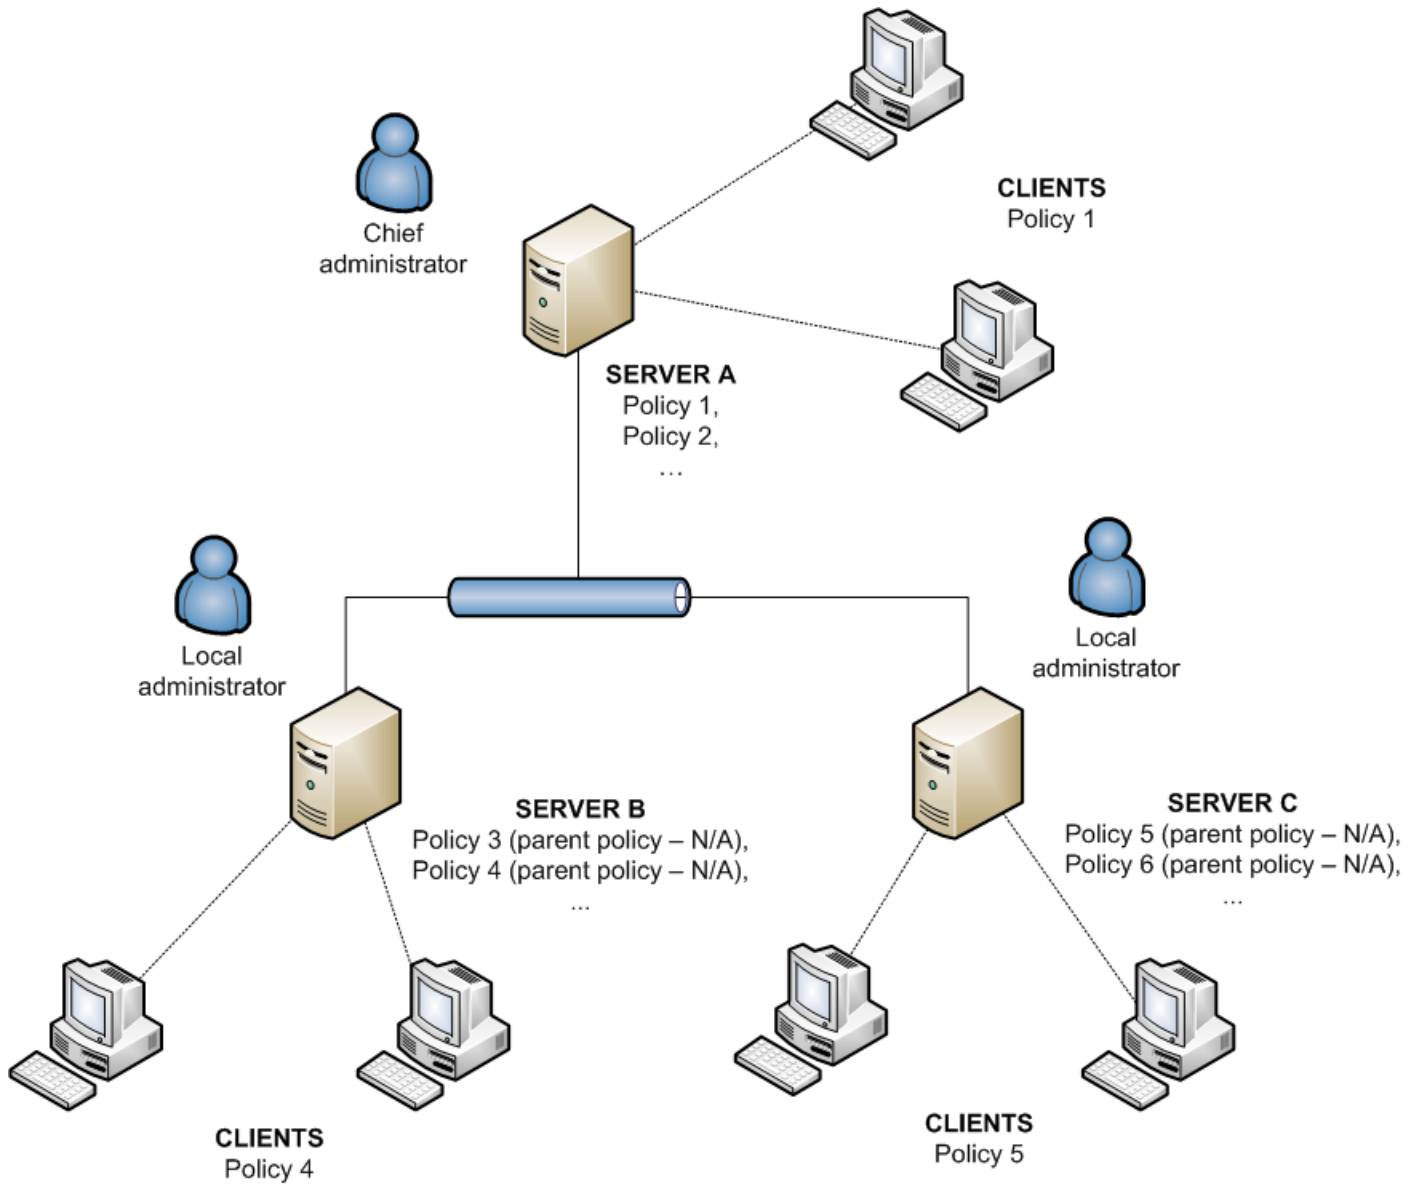 CLIENTS
Policy 1
Chief
administrator
SERVER A
Policy 1,
Policy 2,
…
Local
administrator
Local
administrator
SERVER B
Policy 3 (parent policy – N/A),
Policy 4 (parent policy – N/A),
...
SERVER C
Policy 5 (parent policy – N/A),
Policy 6 (parent policy – N/A),
...
CLIENTS
Policy 4
CLIENTS
Policy 5